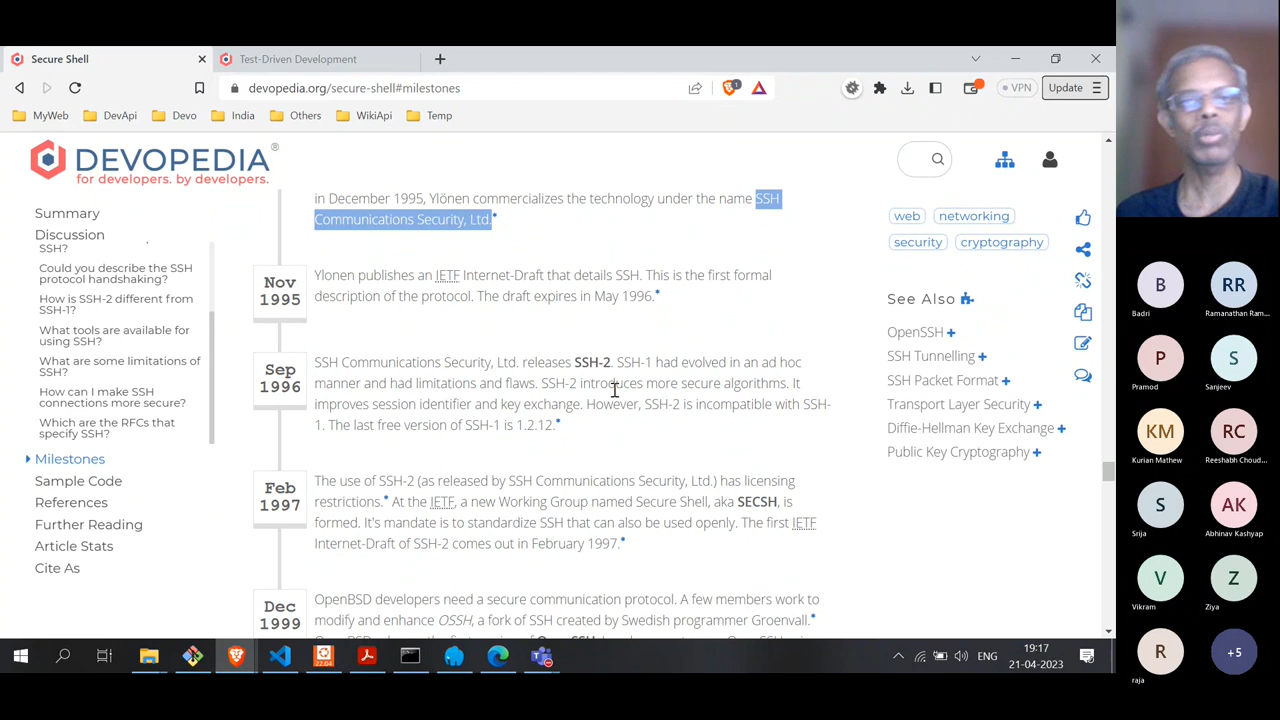 Secure Shell
Test-Driven Development
devopedia.org/secure-shell#milestones
1
VPN
Update
MyWeb
DevApi
Devo
India
Others
WikiApi
Temp
DEVOPEDIA
®
for developers. by developers.
Summary
Discussion
SSH?
Could you describe the SSH
protocol handshaking?
How is SSH-2 different from
SSH-1?
What tools are available for
using SSH?
What are some limitations of
SSH?
How can I make SSH
connections more secure?
Which are the RFCs that
specify SSH?
Milestones
Sample Code
References
Further Reading
Article Stats
Cite As
in December 1995, Ylönen commercializes the technology under the name SSH
Communications Security, Ltd.
Nov
1995
Ylonen publishes an IETF Internet-Draft that details SSH. This is the first formal
description of the protocol. The draft expires in May 1996.
Sep
1996
SSH Communications Security, Ltd. releases SSH-2. SSH-1 had evolved in an ad hoc
manner and had limitations and flaws. SSH-2 introduces more secure algorithms. It
improves session identifier and key exchange. However, SSH-2 is incompatible with SSH-
1. The last free version of SSH-1 is 1.2.12.
Feb
1997
The use of SSH-2 (as released by SSH Communications Security, Ltd.) has licensing
restrictions. At the IETF, a new Working Group named Secure Shell, aka SECSH, is
formed. It's mandate is to standardize SSH that can also be used openly. The first IETF
Internet-Draft of SSH-2 comes out in February 1997.
Dec
1999
OpenBSD developers need a secure communication protocol. A few members work to
modify and enhance OSSH, a fork of SSH created by Swedish programmer Groenvall.
web
networking
security
cryptography
See Also
OpenSSH +
SSH Tunnelling +
SSH Packet Format +
Transport Layer Security +
Diffie-Hellman Key Exchange +
Public Key Cryptography +
22.04
ENG
19:17
21-04-2023
B
Badri
RR
Ramanathan Ram...
P
Pramod
S
Sanjeev
KM
Kurian Mathew
RC
Reeshabh Choud...
S
Srija
AK
Abhinav Kashyap
V
Vikram
Z
Ziya
R
raja
+5